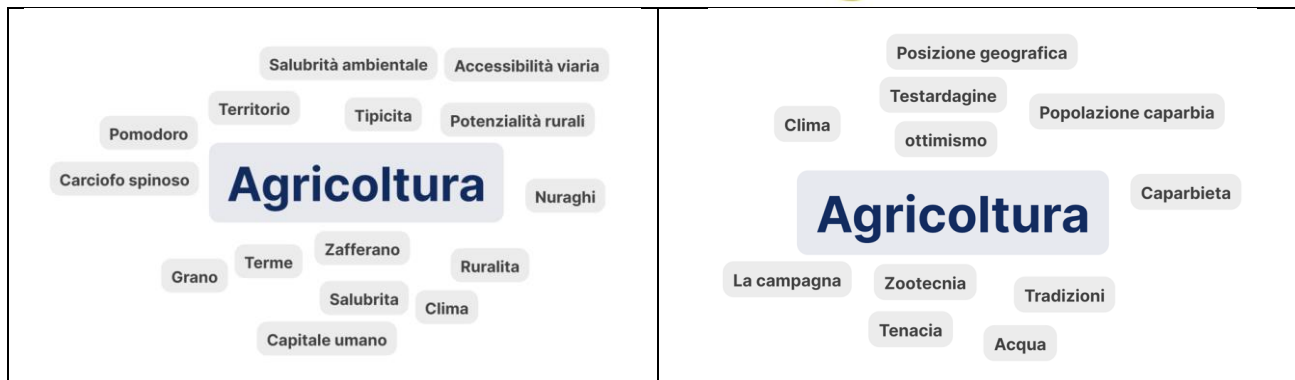 Salubrità ambientale
Accessibilità viaria
Territorio
Tipicita
Potenzialità rurali
Pomodoro
Agricoltura
Carciofo spinoso
Nuraghi
Zafferano
Terme
Ruralita
Grano
Salubrita
Clima
Capitale umano
Posizione geografica
Testardagine
Popolazione caparbia
Clima
ottimismo
Agricoltura
Caparbieta
La campagna
Zootecnia
Tradizioni
Tenacia
Acqua